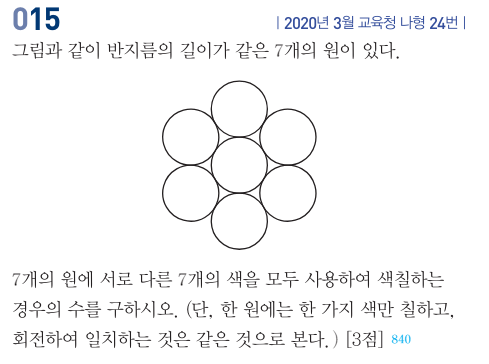 015
| 2020년 3월 교육청 나형 24번 |
그림과 같이 반지름의 길이가 같은 7개의 원이 있다.
7개의 원에 서로 다른 7개의 색을 모두 사용하여 색칠하는
경우의 수를 구하시오. (단, 한 원에는 한 가지 색만 칠하고,
회전하여 일치하는 것은 같은 것으로 본다.) [3점] 840